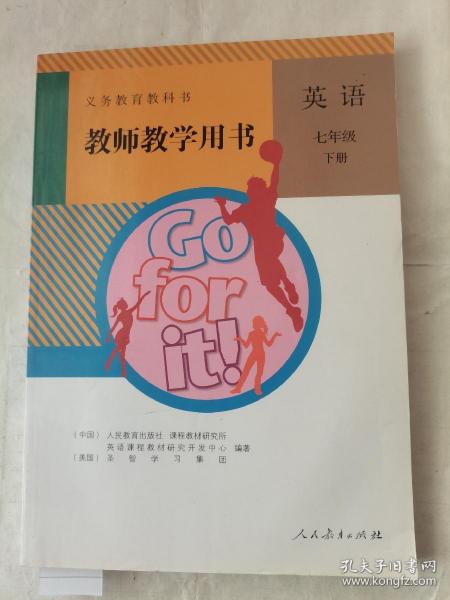 义务教育教科书
教师教学用书
英语
七年级
下册
Go
for
it!
(中国) 人民教育出版社 课程教材研究所
英语课程教材研究开发中心 编著
(美国) 圣智学习集团
人民教育出版社
孔夫子旧书网
www.kongfz.com